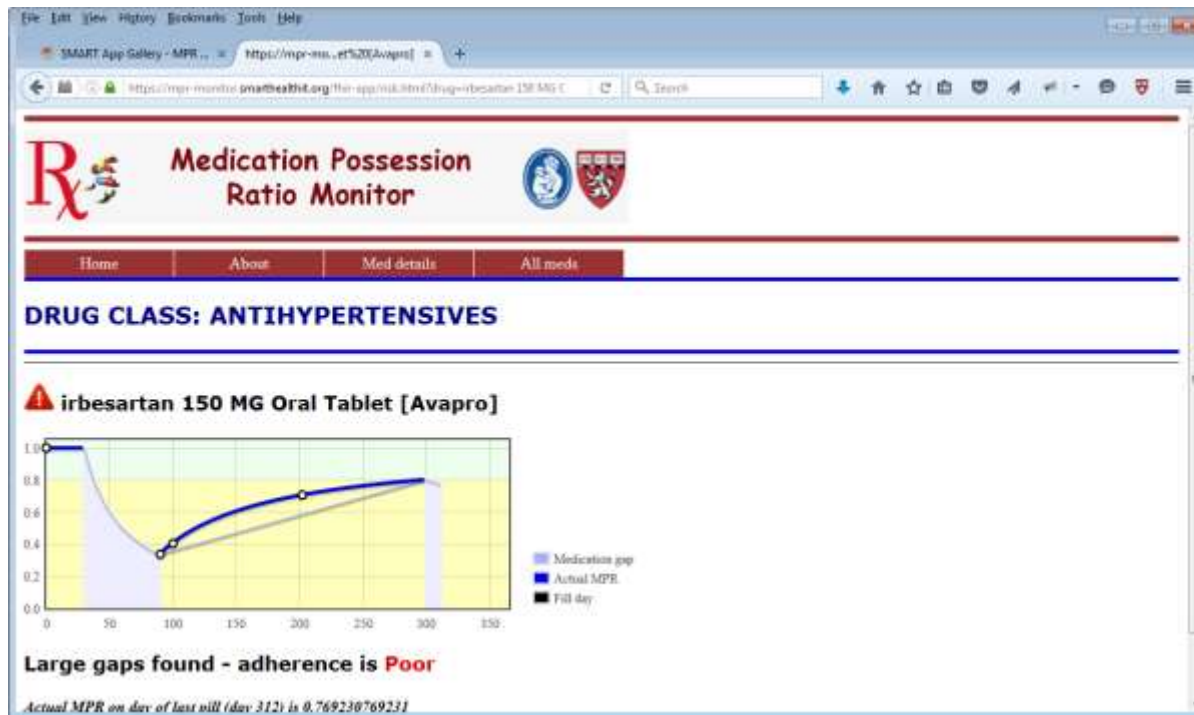 File Edit View History Bookmarks Tools Help
SMART App Gallery - MPR ... × https://mpr-mo...et%20[Avapro] × +
smarthealthit.org Search
Rx Medication Possession
Ratio Monitor
Home About Med details All meds
DRUG CLASS: ANTIHYPERTENSIVES
irbesartan 150 MG Oral Tablet [Avapro]
1.0
0.8
0.6
0.4
0.2
0.0
0 50 100 150 200 250 300 350
Medication gap
Actual MPR
Fill day
Large gaps found - adherence is Poor
Actual MPR on day of last pill (day 312) is 0.769230769231